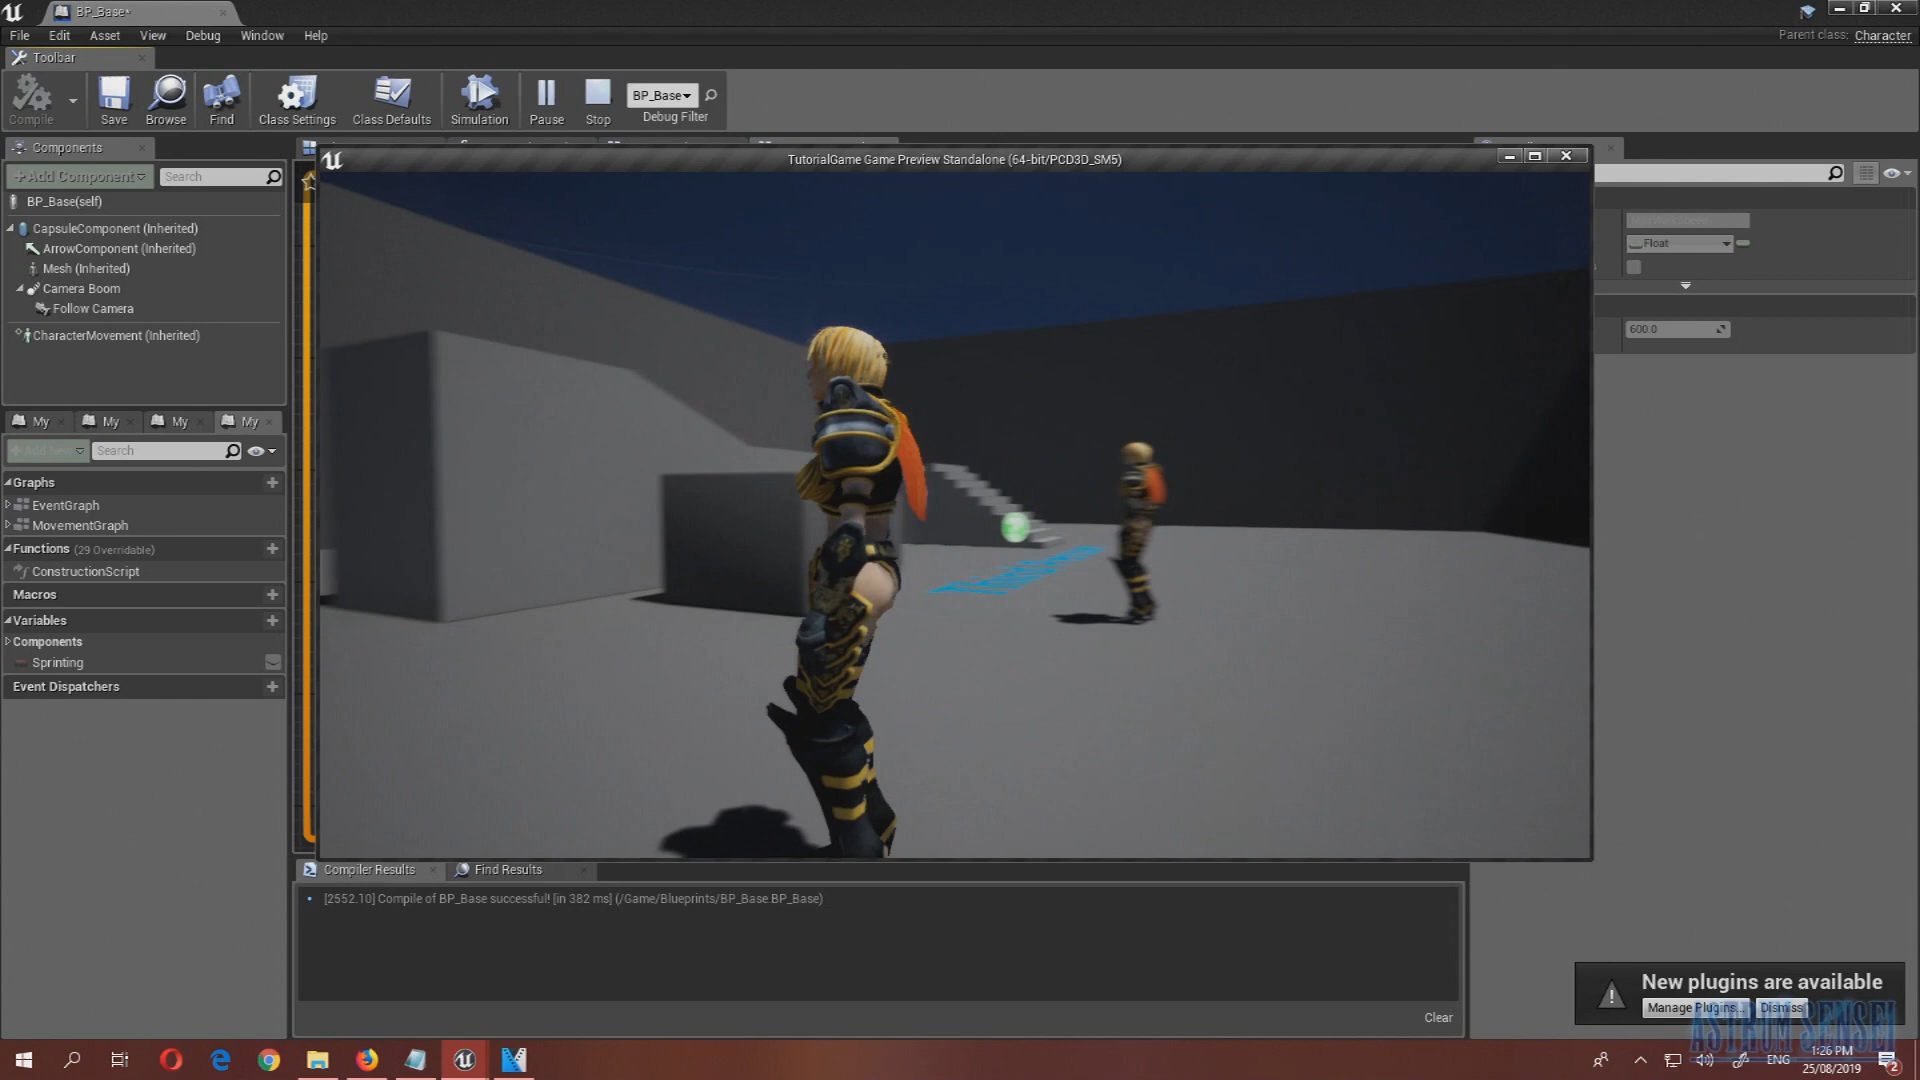 BP_Base*
File Edit Asset View Debug Window Help
Parent class: Character
Toolbar
Compile Save Browse Find Class Settings Class Defaults Simulation Pause Stop
BP_Base
Debug Filter
Components
+Add Component Search
BP_Base(self)
CapsuleComponent (Inherited)
ArrowComponent (Inherited)
Mesh (Inherited)
Camera Boom
Follow Camera
CharacterMovement (Inherited)
My My My My
Add New Search
Graphs
EventGraph
MovementGraph
Functions (29 Overridable)
ConstructionScript
Macros
Variables
Components
Sprinting
Event Dispatchers
TutorialGame Game Preview Standalone (64-bit/PCD3D_SM5)
Float
600.0
Compiler Results Find Results
[2552.10] Compile of BP_Base successful! [in 382 ms] (/Game/Blueprints/BP_Base.BP_Base)
Clear
New plugins are available
Manage Plugins... Dismiss
ASTRUM SENSEI
ENG
1:26 PM
25/08/2019
2